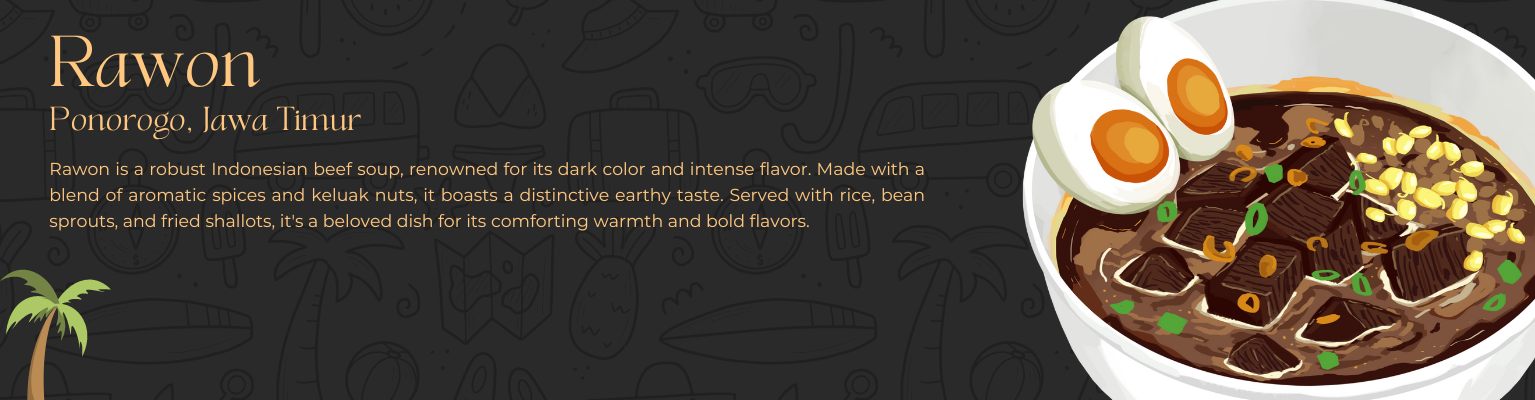 Rawon
Ponorogo, Jawa Timur
Rawon is a robust Indonesian beef soup, renowned for its dark color and intense flavor. Made with a
blend of aromatic spices and keluak nuts, it boasts a distinctive earthy taste. Served with rice, bean
sprouts, and fried shallots, it's a beloved dish for its comforting warmth and bold flavors.